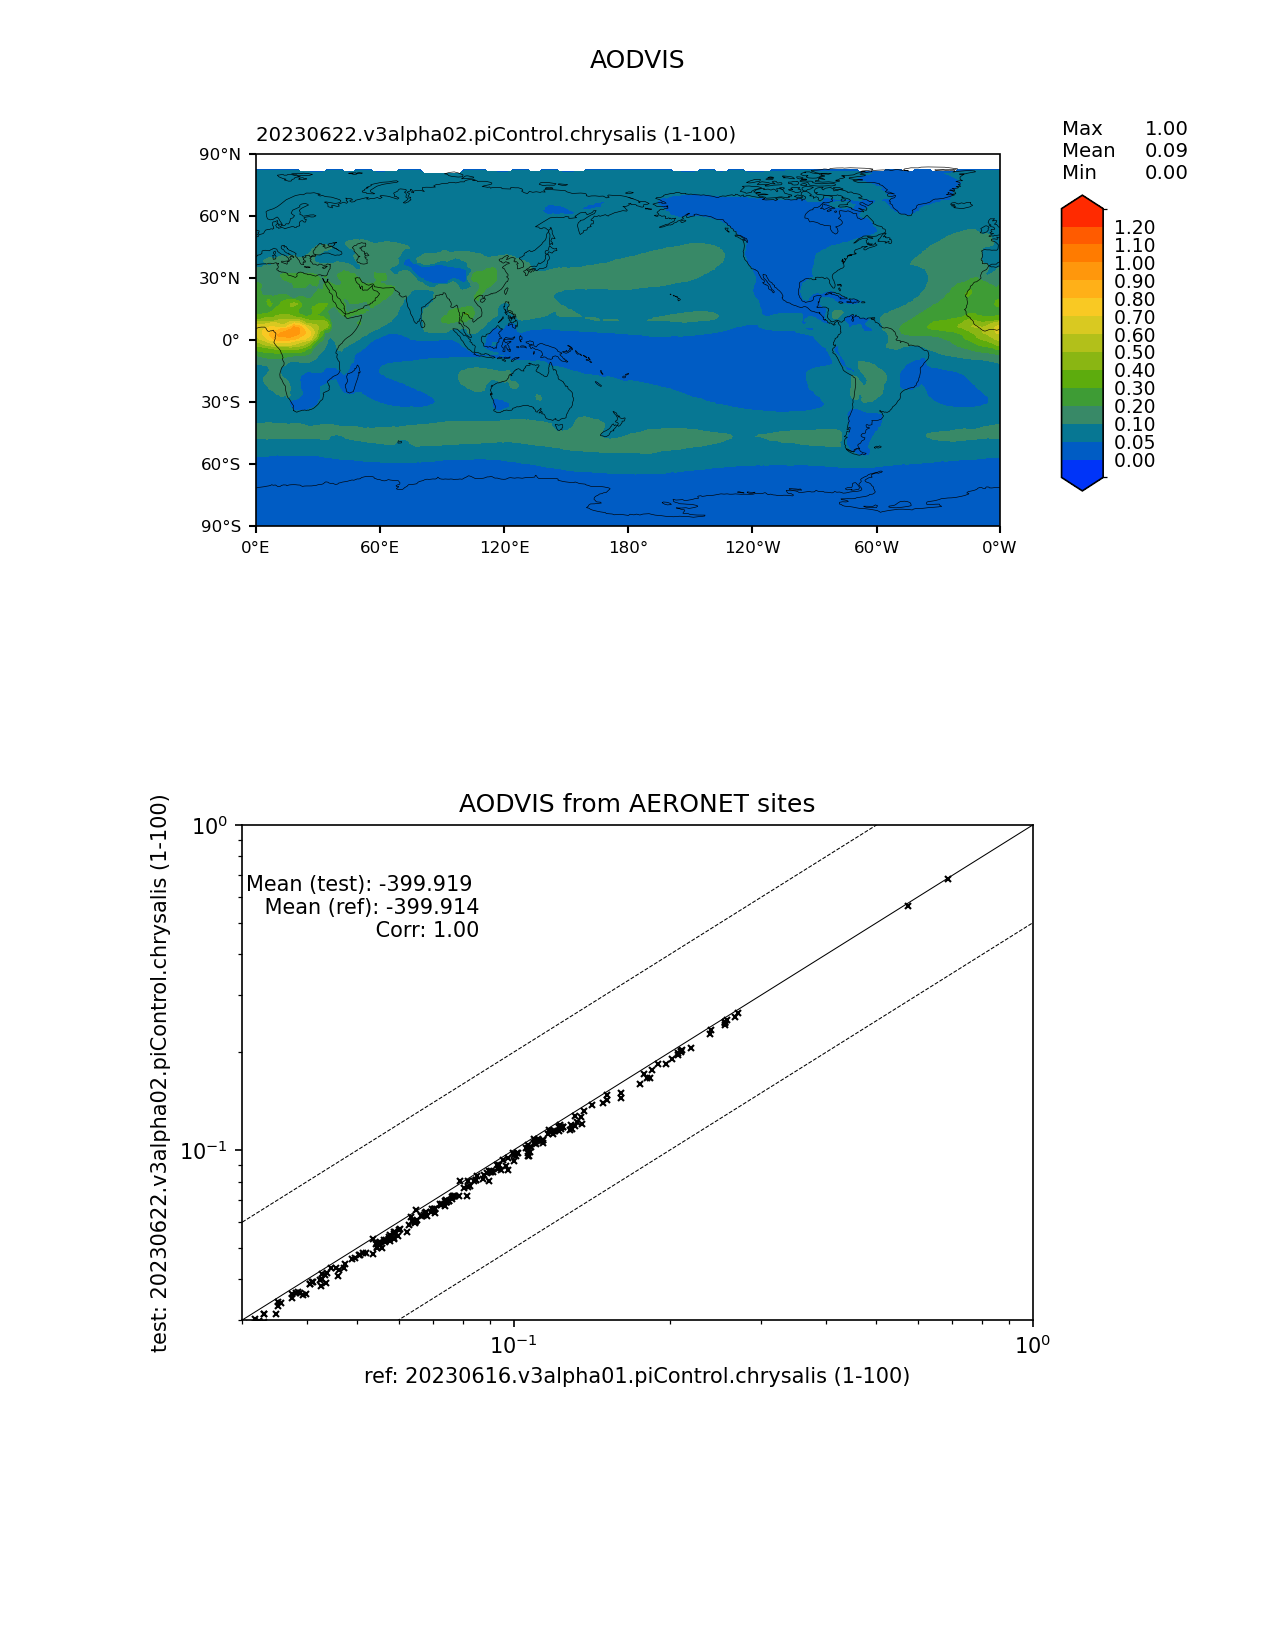 AODVIS
20230622.v3alpha02.piControl.chrysalis (1-100)
Max 1.00
Mean 0.09
Min 0.00
90°N
60°N
30°N
0°
30°S
60°S
90°S
0°E 60°E 120°E 180° 120°W 60°W 0°W
1.20
1.10
1.00
0.90
0.80
0.70
0.60
0.50
0.40
0.30
0.20
0.10
0.05
0.00
AODVIS from AERONET sites
test: 20230622.v3alpha02.piControl.chrysalis (1-100)
10⁰
10⁻¹
Mean (test): -399.919
Mean (ref): -399.914
Corr: 1.00
10⁻¹ 10⁰
ref: 20230616.v3alpha01.piControl.chrysalis (1-100)